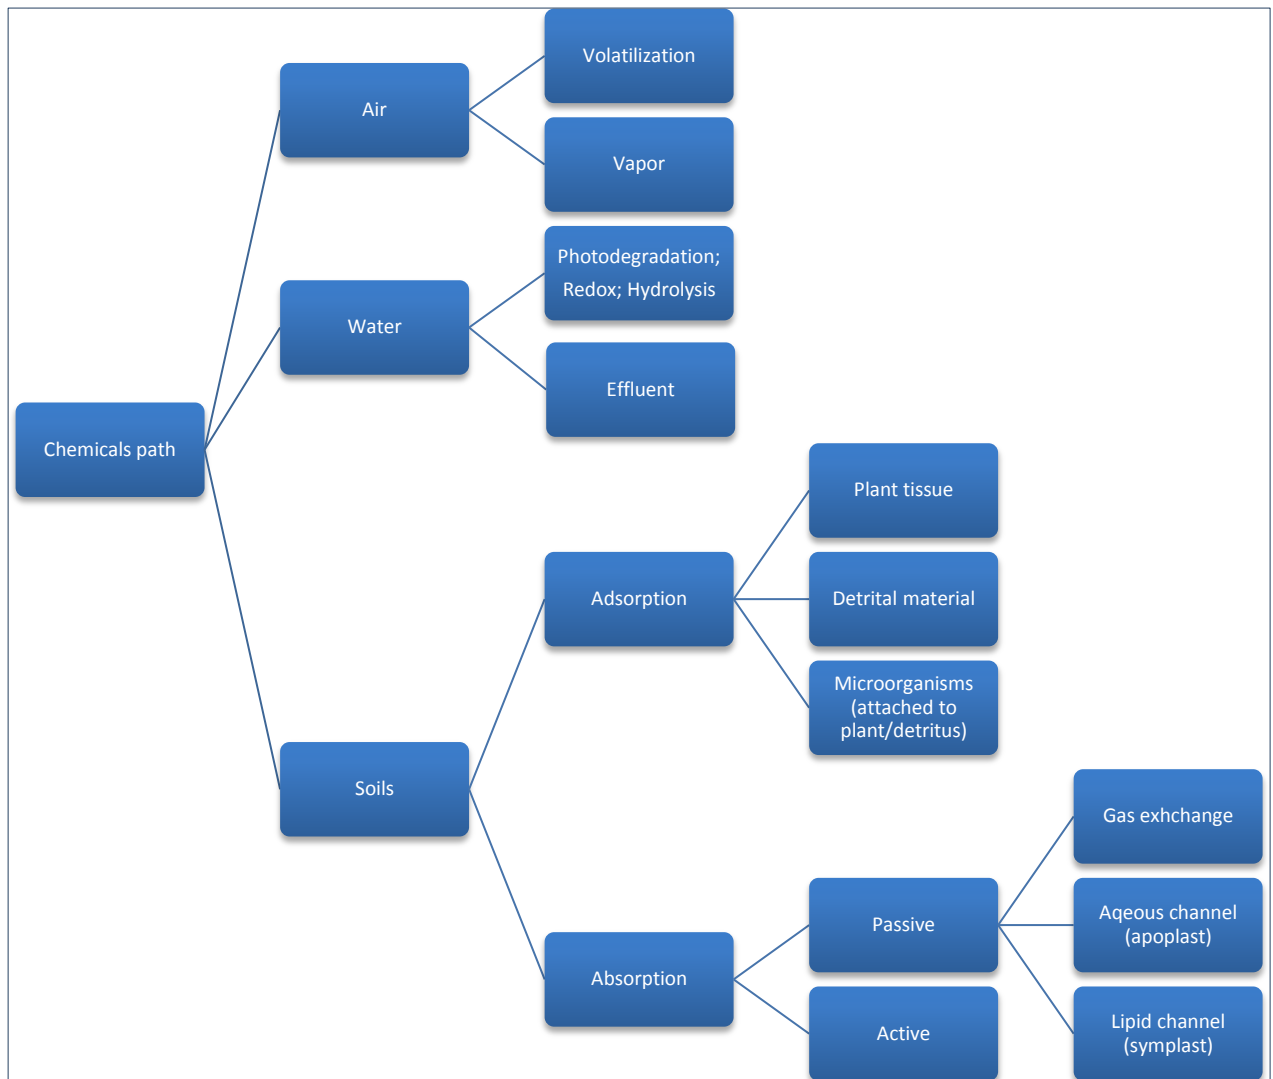 Volatilization
Air
Vapor
Photodegradation;
Redox; Hydrolysis
Water
Effluent
Chemicals path
Plant tissue
Adsorption
Detrital material
Microorganisms
(attached to
plant/detritus)
Soils
Gas exhchange
Passive
Aqeous channel
(apoplast)
Absorption
Active
Lipid channel
(symplast)